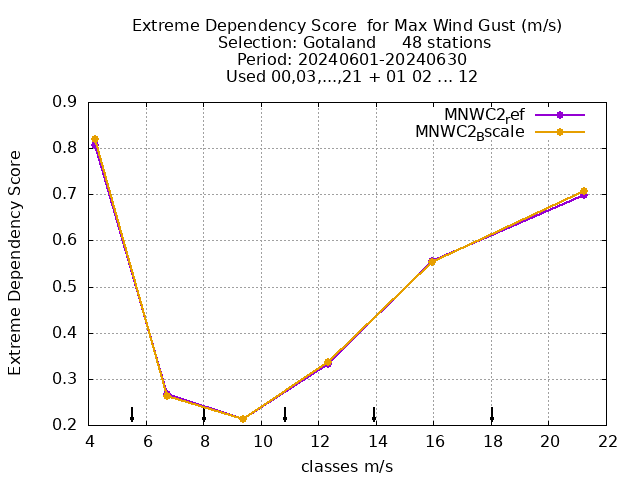 Extreme Dependency Score  for Max Wind Gust (m/s)
Selection: Gotaland     48 stations
Period: 20240601-20240630
Used 00,03,...,21 + 01 02 ... 12
MNWC2_ref
MNWC2_Bscale
Extreme Dependency Score
0.9
0.8
0.7
0.6
0.5
0.4
0.3
0.2
4 6 8 10 12 14 16 18 20 22
classes m/s